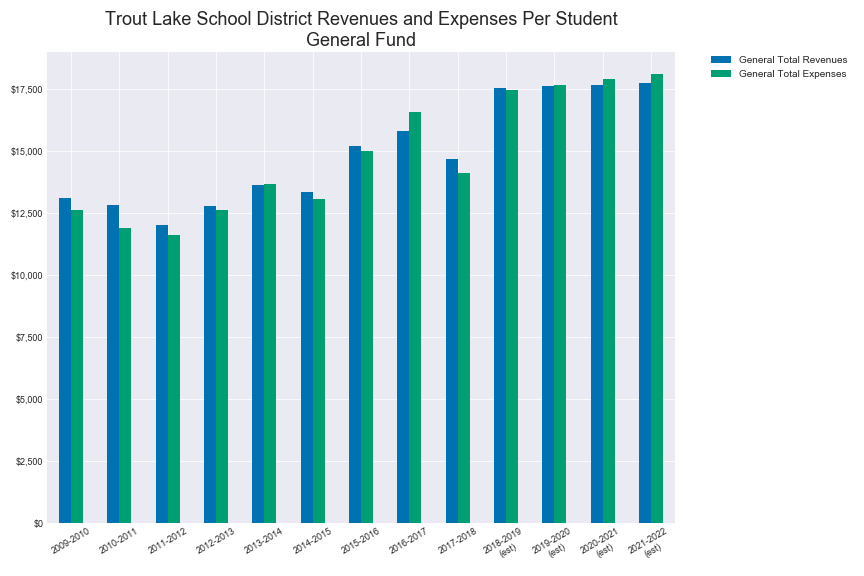 Trout Lake School District Revenues and Expenses Per Student
General Fund
General Total Revenues
General Total Expenses
$17,500
$15,000
$12,500
$10,000
$7,500
$5,000
$2,500
$0
2009-2010
2010-2011
2011-2012
2012-2013
2013-2014
2014-2015
2015-2016
2016-2017
2017-2018
2018-2019
(est)
2019-2020
(est)
2020-2021
(est)
2021-2022
(est)